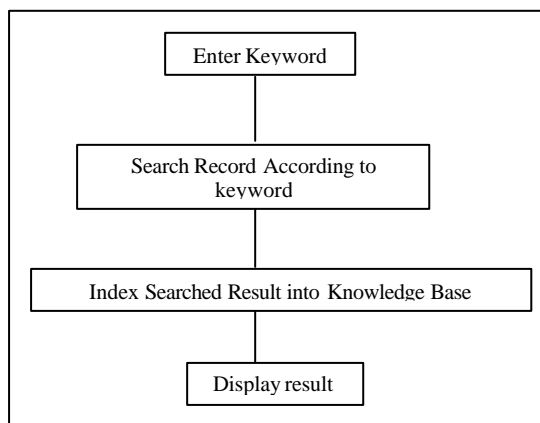 Enter Keyword
Search Record According to
keyword
Index Searched Result into Knowledge Base
Display result